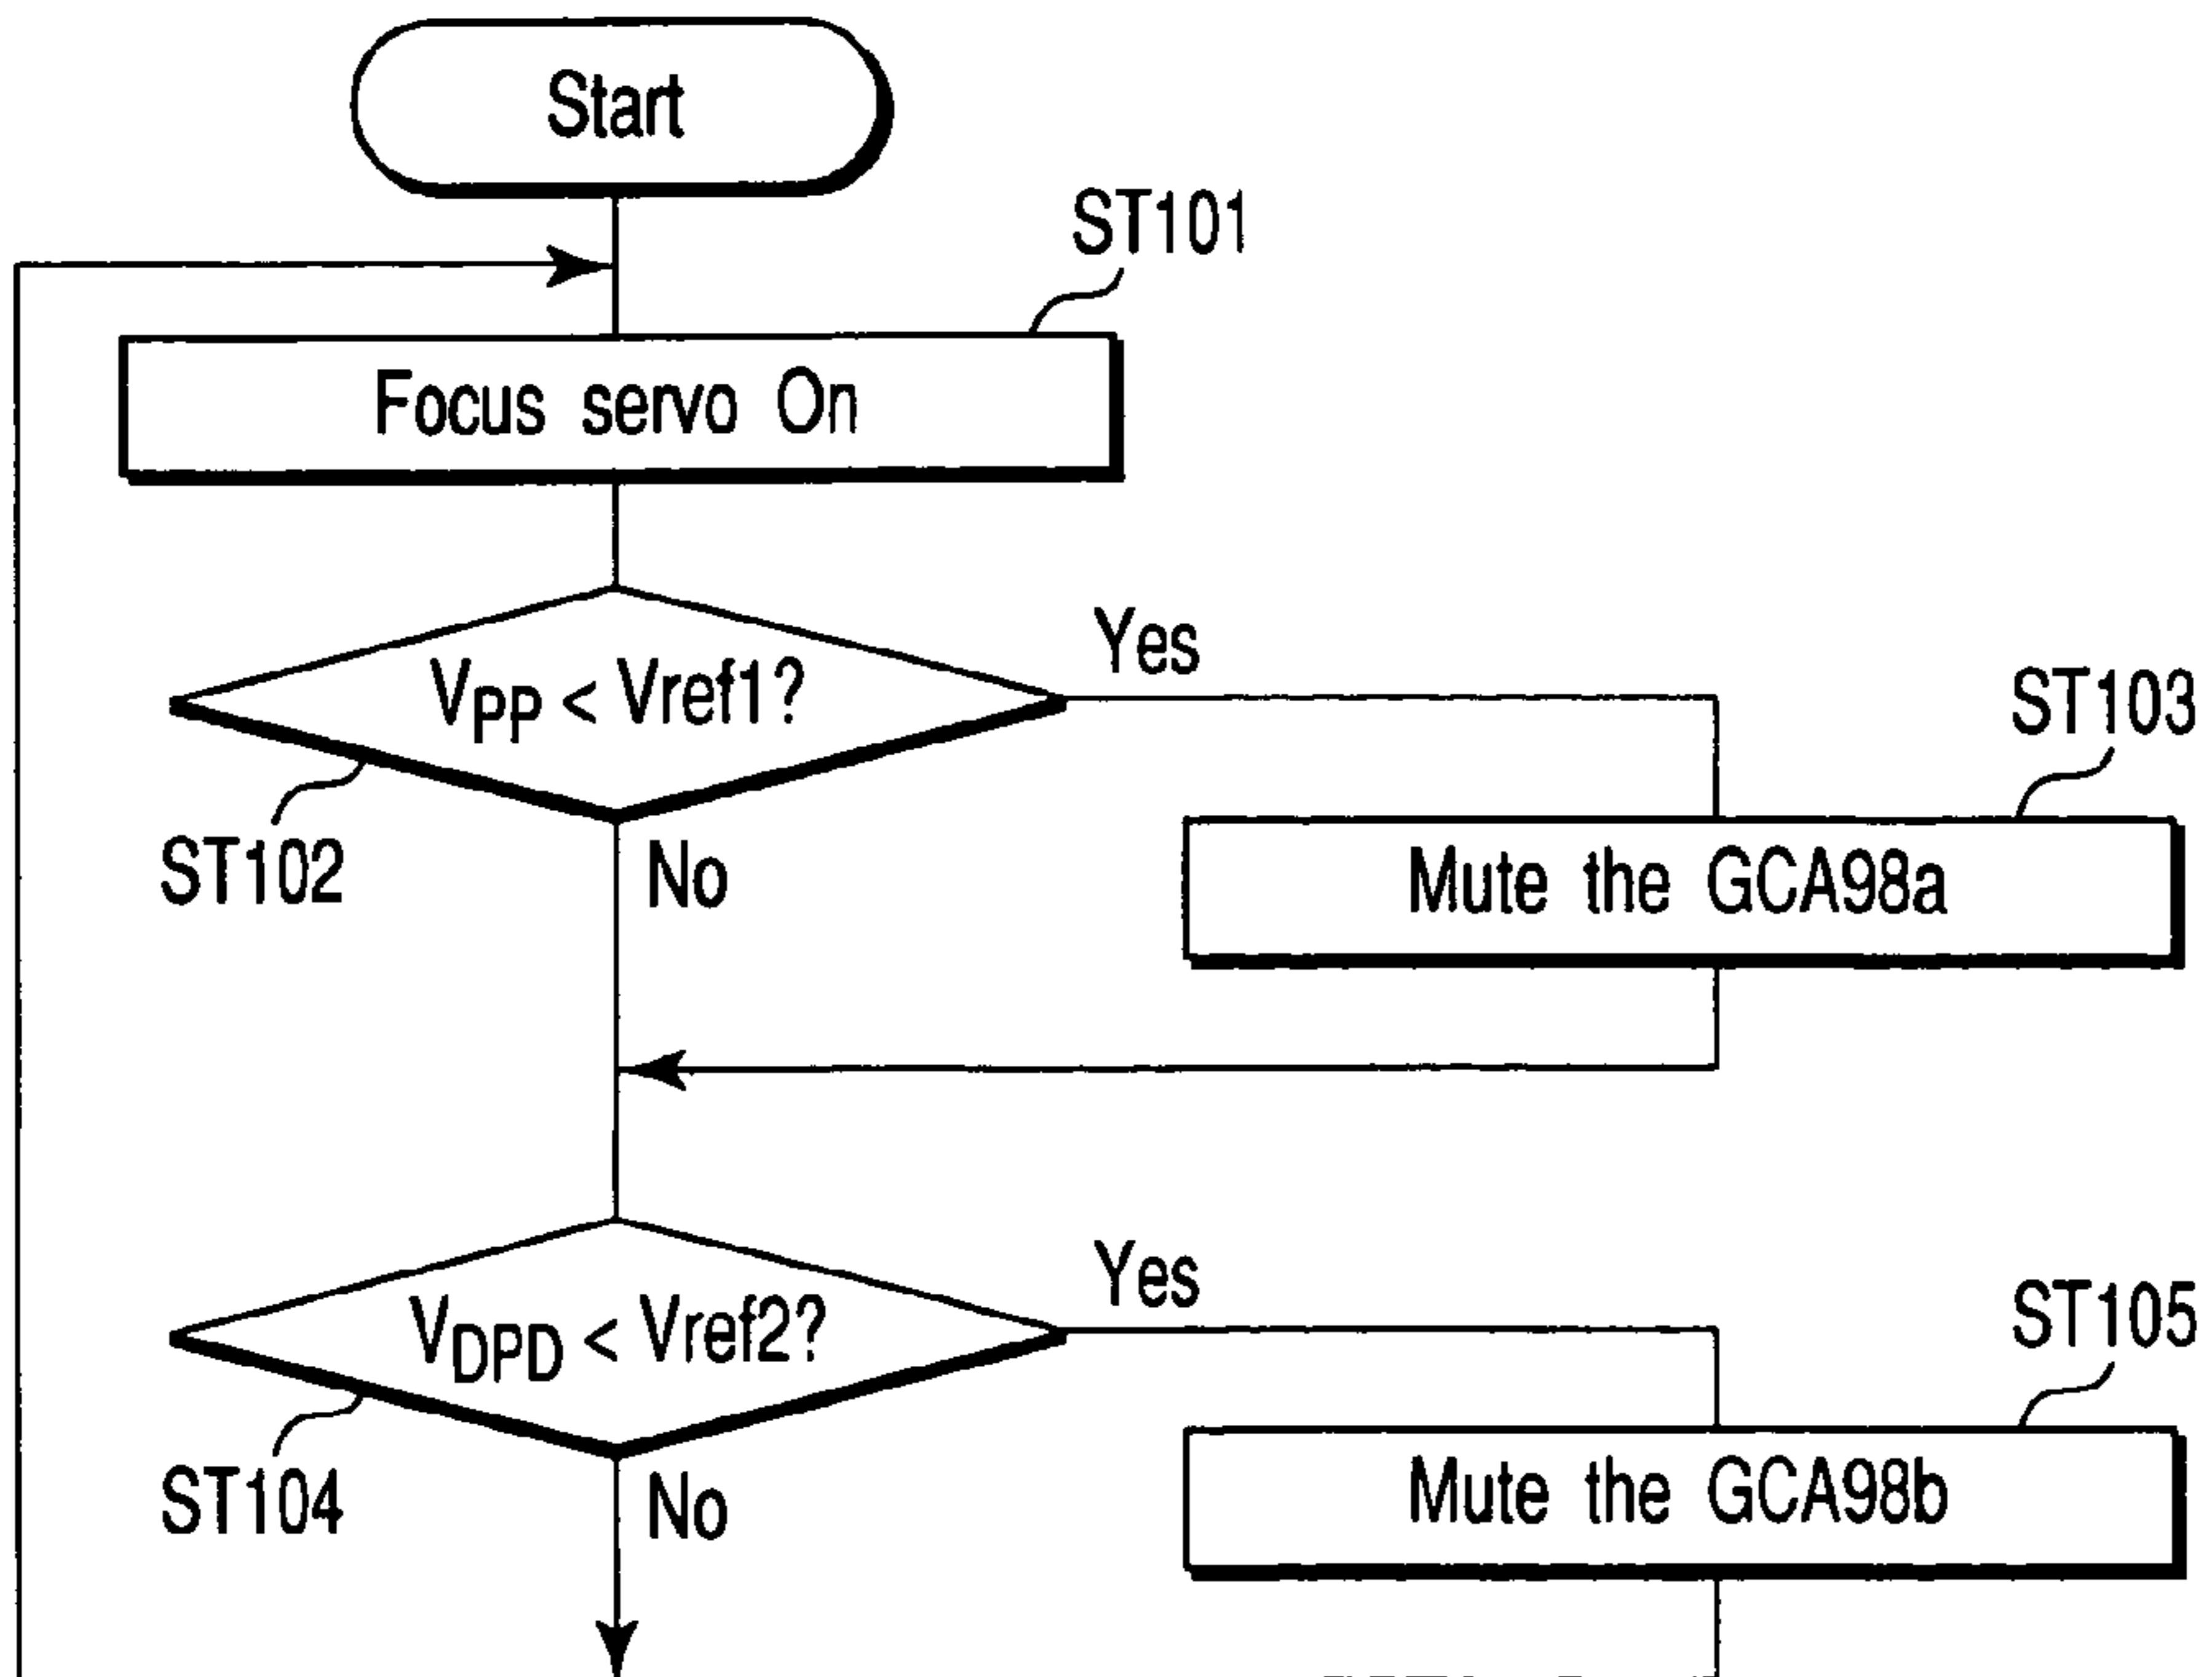 Start
ST101
Focus servo On
VPP < Vref1?
Yes
ST103
ST102
No
Mute the GCA98a
VDPD < Vref2?
Yes
ST105
ST104
No
Mute the GCA98b